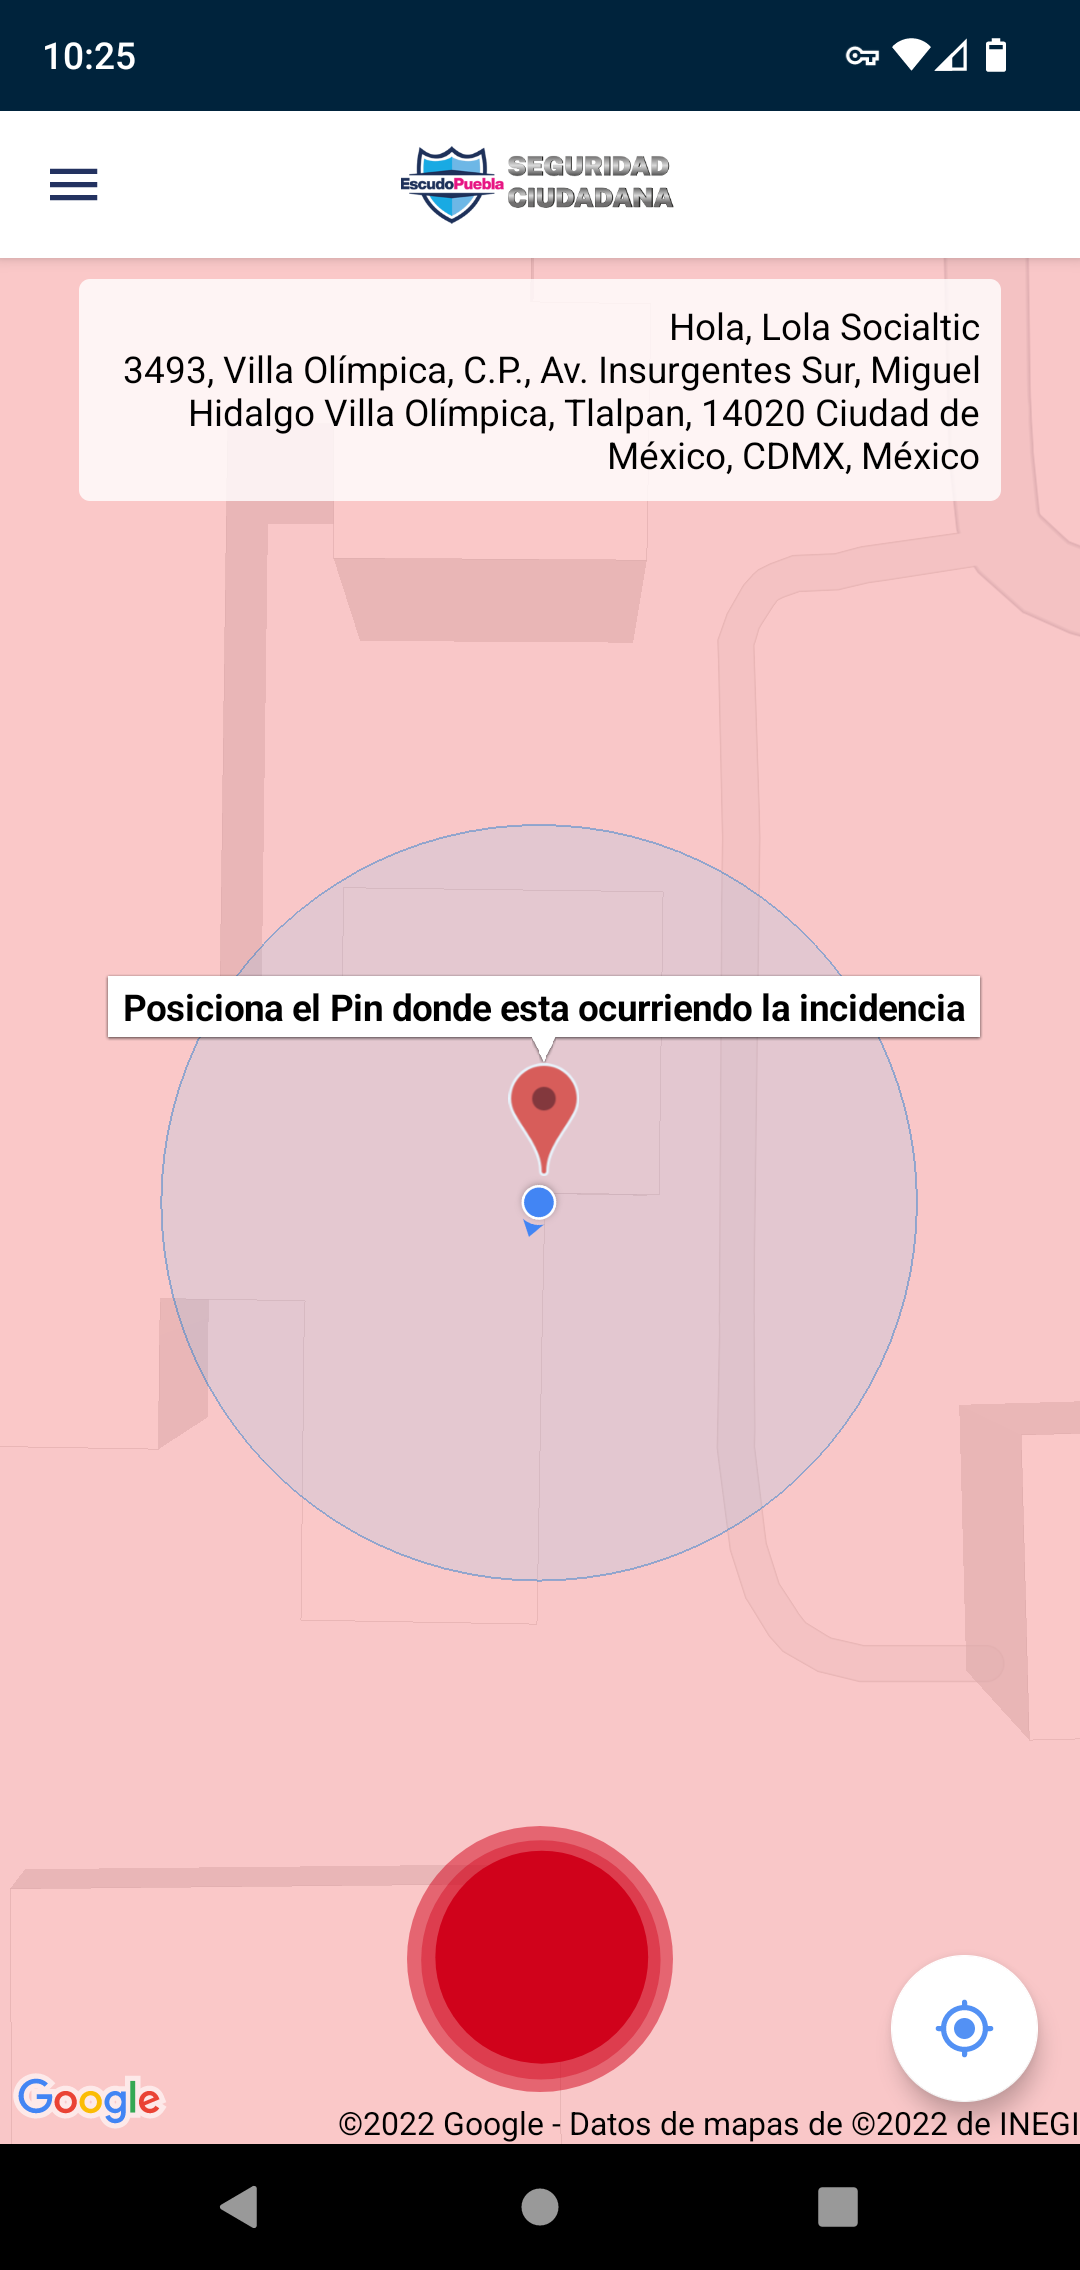 10:25
EscudoPuebla
SEGURIDAD
CIUDADANA
Hola, Lola Socialtic
3493, Villa Olímpica, C.P., Av. Insurgentes Sur, Miguel
Hidalgo Villa Olímpica, Tlalpan, 14020 Ciudad de
México, CDMX, México
Posiciona el Pin donde esta ocurriendo la incidencia
Google
©2022 Google - Datos de mapas de ©2022 de INEGI